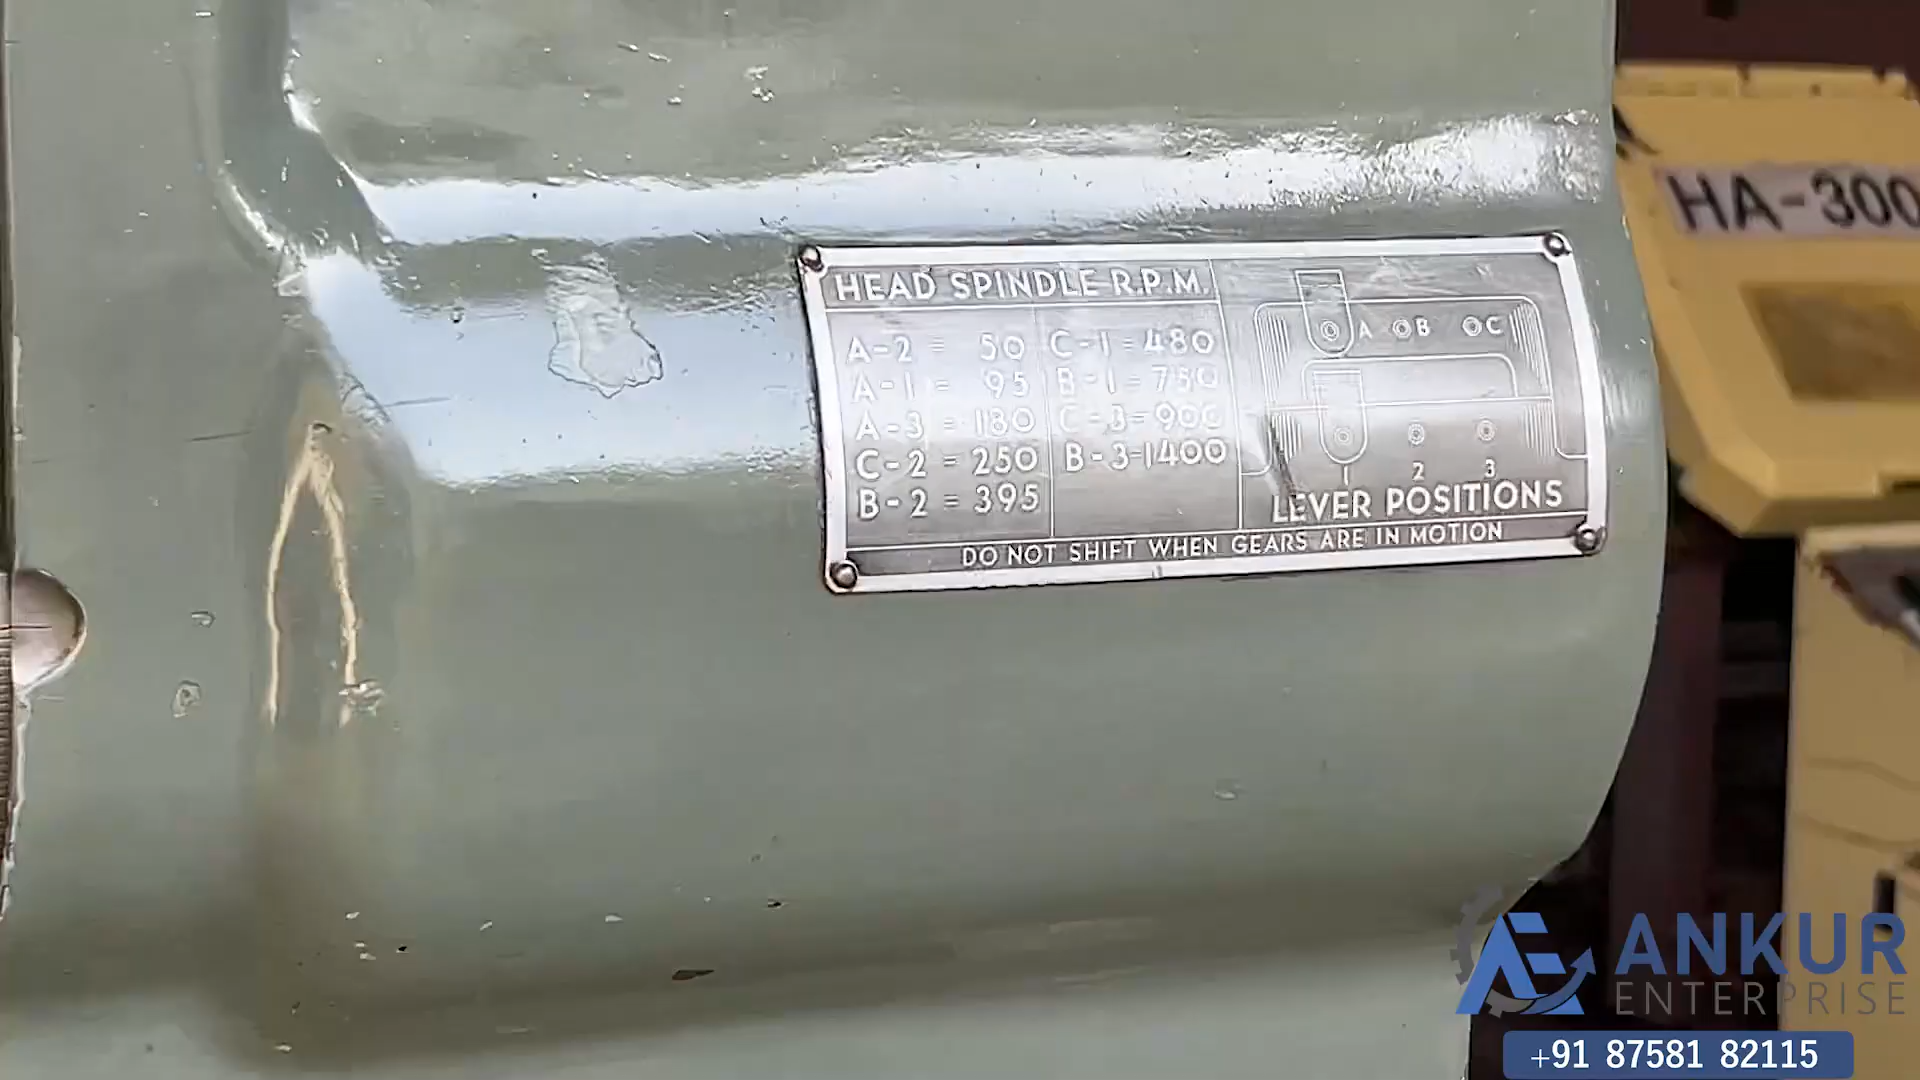 HA-300
HEAD SPINDLE R.P.M.
A-2 = 50
A-1 = 95
A-3 = 180
C-2 = 250
B-2 = 395
C-1 = 480
B-1 = 750
C-3 = 900
B-3=1400
A B C
1 2 3
LEVER POSITIONS
DO NOT SHIFT WHEN GEARS ARE IN MOTION
ANKUR
ENTERPRISE
+91 87581 82115